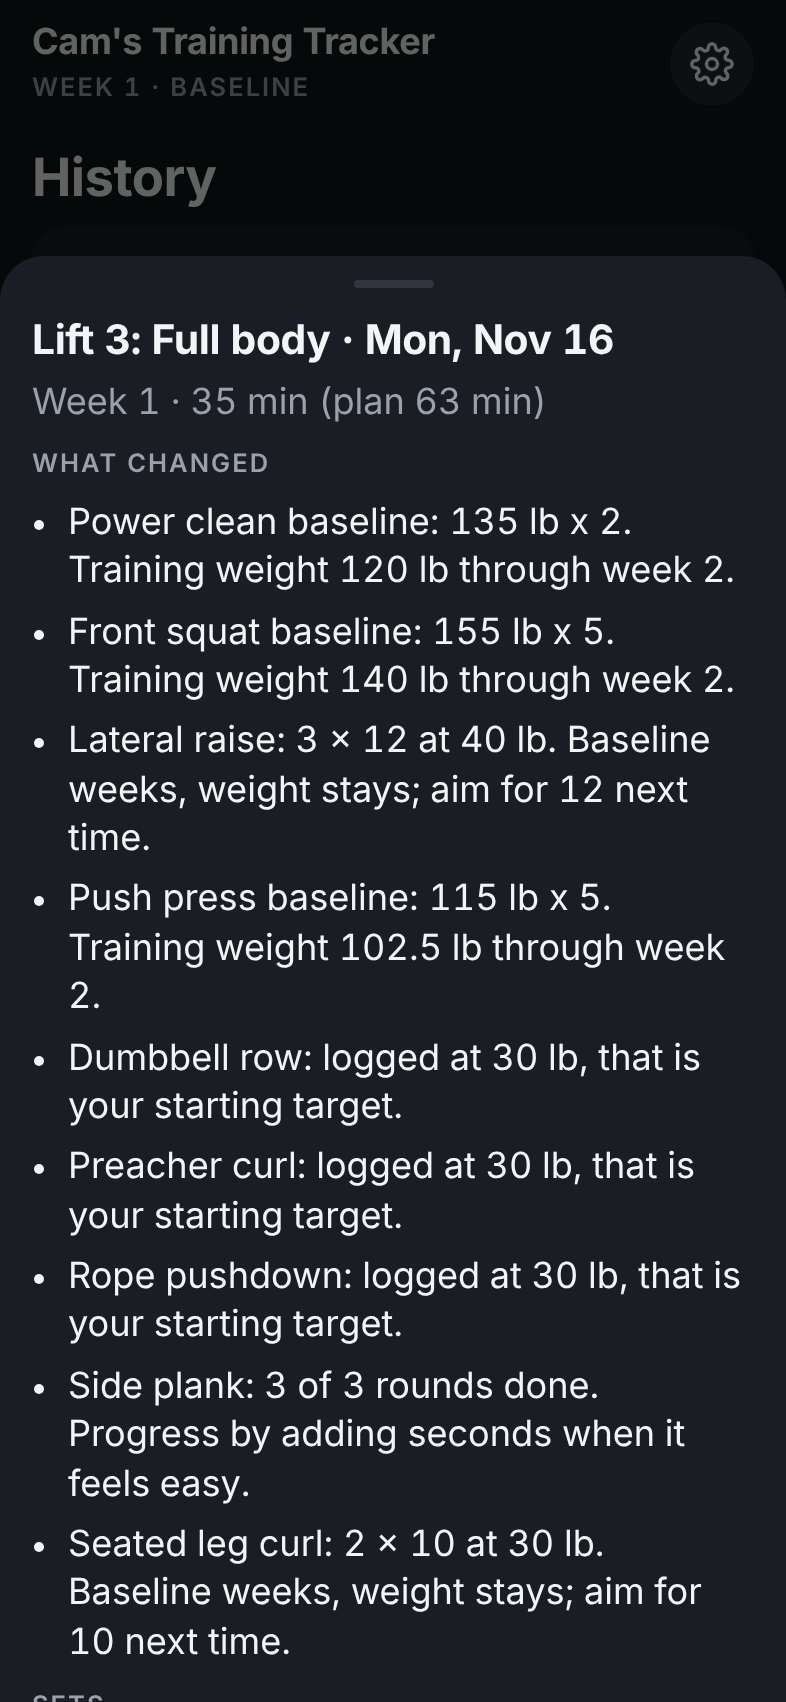 Cam's Training Tracker
WEEK 1 · BASELINE
History
Lift 3: Full body · Mon, Nov 16
Week 1 · 35 min (plan 63 min)
WHAT CHANGED
• Power clean baseline: 135 lb x 2.
Training weight 120 lb through week 2.
• Front squat baseline: 155 lb x 5.
Training weight 140 lb through week 2.
• Lateral raise: 3 × 12 at 40 lb. Baseline
weeks, weight stays; aim for 12 next
time.
• Push press baseline: 115 lb x 5.
Training weight 102.5 lb through week
2.
• Dumbbell row: logged at 30 lb, that is
your starting target.
• Preacher curl: logged at 30 lb, that is
your starting target.
• Rope pushdown: logged at 30 lb, that is
your starting target.
• Side plank: 3 of 3 rounds done.
Progress by adding seconds when it
feels easy.
• Seated leg curl: 2 × 10 at 30 lb.
Baseline weeks, weight stays; aim for
10 next time.
SETS